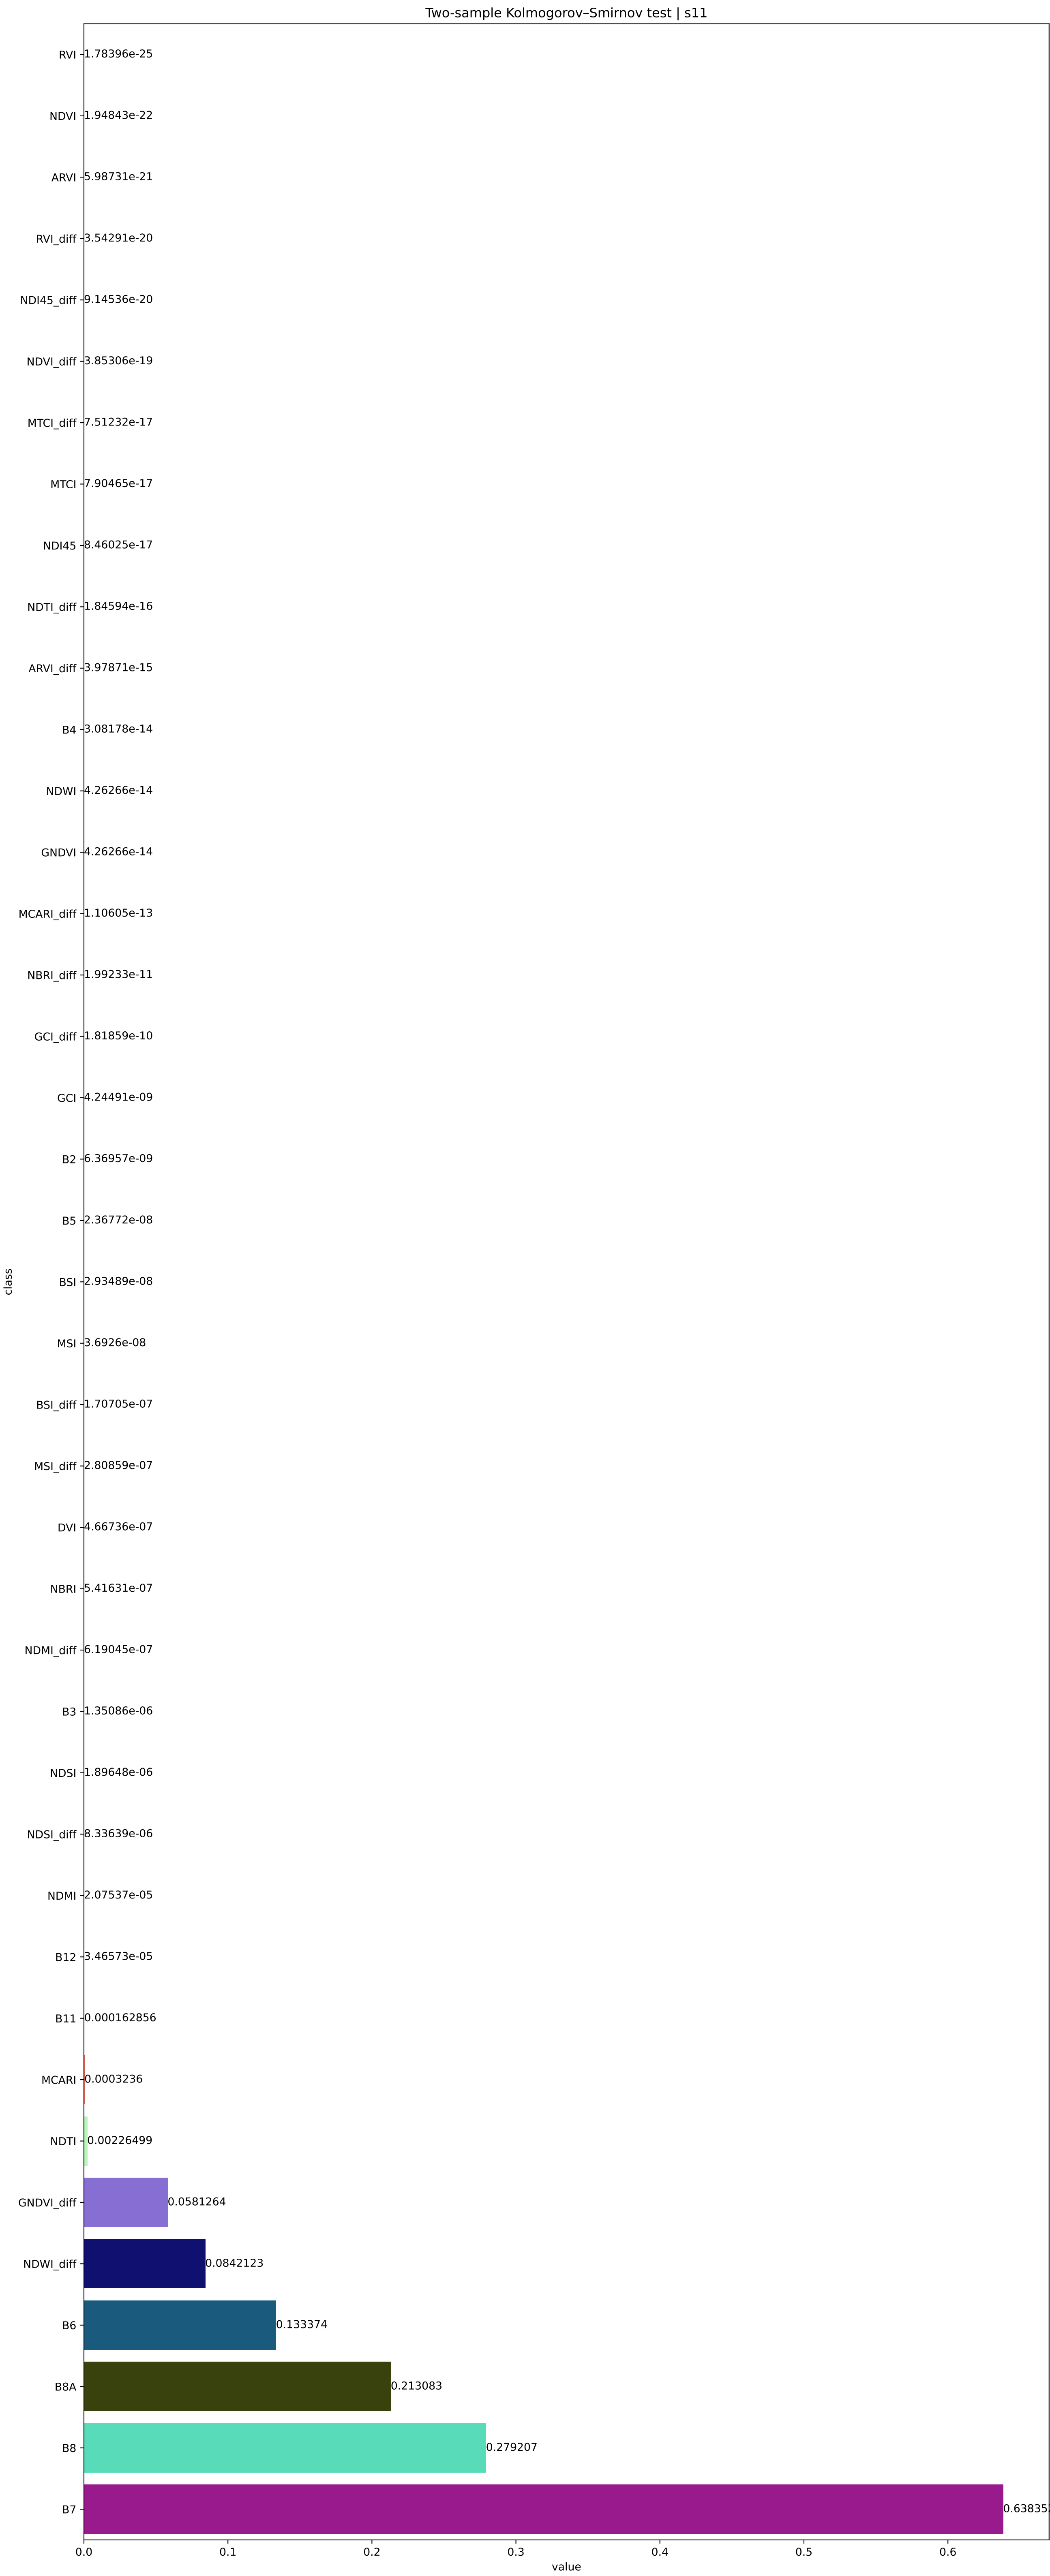 Two-sample Kolmogorov–Smirnov test | s11
RVI 1.78396e-25
NDVI 1.94843e-22
ARVI 5.98731e-21
RVI_diff 3.54291e-20
NDI45_diff 9.14536e-20
NDVI_diff 3.85306e-19
MTCI_diff 7.51232e-17
MTCI 7.90465e-17
NDI45 8.46025e-17
NDTI_diff 1.84594e-16
ARVI_diff 3.97871e-15
B4 3.08178e-14
NDWI 4.26266e-14
GNDVI 4.26266e-14
MCARI_diff 1.10605e-13
NBRI_diff 1.99233e-11
GCI_diff 1.81859e-10
GCI 4.24491e-09
B2 6.36957e-09
B5 2.36772e-08
class
BSI 2.93489e-08
MSI 3.6926e-08
BSI_diff 1.70705e-07
MSI_diff 2.80859e-07
DVI 4.66736e-07
NBRI 5.41631e-07
NDMI_diff 6.19045e-07
B3 1.35086e-06
NDSI 1.89648e-06
NDSI_diff 8.33639e-06
NDMI 2.07537e-05
B12 3.46573e-05
B11 0.000162856
MCARI 0.0003236
NDTI 0.00226499
GNDVI_diff 0.0581264
NDWI_diff 0.0842123
B6 0.133374
B8A 0.213083
B8 0.279207
B7 0.63835
0.0 0.1 0.2 0.3 0.4 0.5 0.6
value